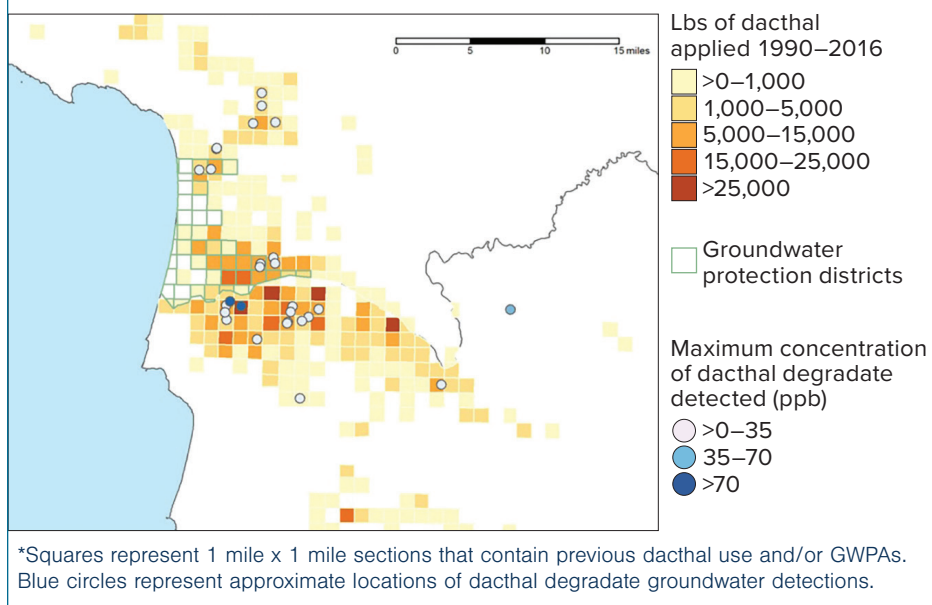 0 5 10 15 miles
Lbs of dacthal
applied 1990–2016
>0–1,000
1,000–5,000
5,000–15,000
15,000–25,000
>25,000
Groundwater
protection districts
Maximum concentration
of dacthal degradate
detected (ppb)
>0–35
35–70
>70
*Squares represent 1 mile x 1 mile sections that contain previous dacthal use and/or GWPAs.
Blue circles represent approximate locations of dacthal degradate groundwater detections.